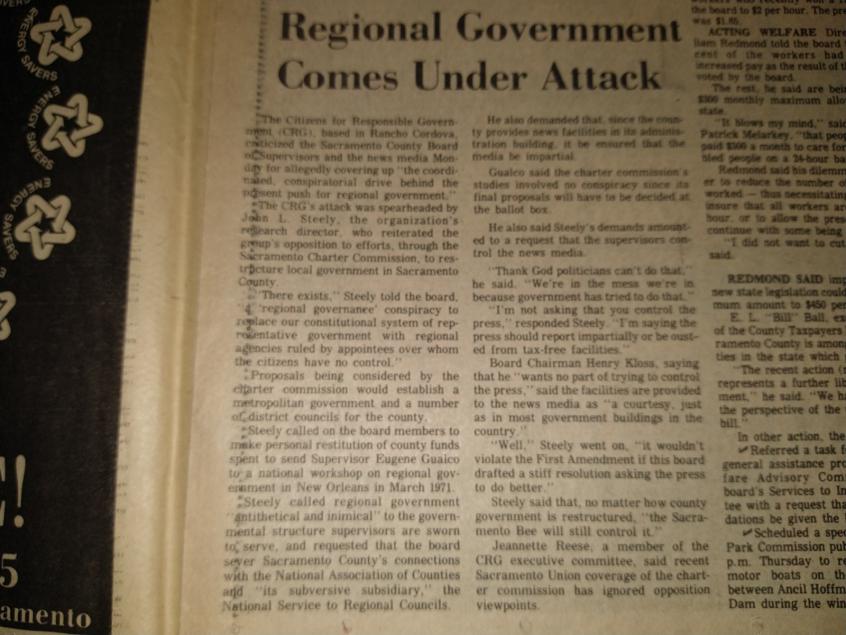 ENERGY SAVERS
ENERGY SAVERS
ENERGY SAVERS
E!
5
amento
Regional Government
Comes Under Attack
The Citizens for Responsible Govern-
ment (CRG), based in Rancho Cordova,
criticized the Sacramento County Board
of Supervisors and the news media Mon-
day for allegedly covering up "the coordi-
nated, conspiratorial drive behind the
present push for regional government."
The CRG's attack was spearheaded by
John L. Steely, the organization's
research director, who reiterated the
group's opposition to efforts, through the
Sacramento Charter Commission, to res-
tructure local government in Sacramento
County.
"There exists," Steely told the board,
"a 'regional governance' conspiracy to
replace our constitutional system of rep-
resentative government with regional
agencies ruled by appointees over whom
the citizens have no control."
Proposals being considered by the
charter commission would establish a
metropolitan government and a number
of district councils for the county.
Steely called on the board members to
make personal restitution of county funds
spent to send Supervisor Eugene Gualco
to a national workshop on regional gov-
ernment in New Orleans in March 1971.
Steely called regional government
"antithetical and inimical" to the govern-
mental structure supervisors are sworn
to serve, and requested that the board
sever Sacramento County's connections
with the National Association of Counties
and "its subversive subsidiary," the
National Service to Regional Councils.
He also demanded that, since the coun-
ty provides news facilities in its adminis-
tration building, it be ensured that the
media be impartial.
Gualco said the charter commission's
studies involved no conspiracy since its
final proposals will have to be decided at
the ballot box.
He also said Steely's demands amount-
ed to a request that the supervisors con-
trol the news media.
"Thank God politicians can't do that,"
he said. "We're in the mess we're in
because government has tried to do that."
"I'm not asking that you control the
press," responded Steely. "I'm saying the
press should report impartially or be oust-
ed from tax-free facilities."
Board Chairman Henry Kloss, saying
that he "wants no part of trying to control
the press," said the facilities are provided
to the news media as "a courtesy, just
as in most government buildings in the
country."
"Well," Steely went on, "it wouldn't
violate the First Amendment if this board
drafted a stiff resolution asking the press
to do better."
Steely said that, no matter how county
government is restructured, "the Sacra-
mento Bee will still control it."
Jeannette Reese, a member of the
CRG executive committee, said recent
Sacramento Union coverage of the chart-
er commission has ignored opposition
viewpoints.
the board to $2 per hour. The pre
was $1.65.
ACTING WELFARE Dire
liam Redmond told the board
cent of the workers had
increased pay as the result of t
voted by the board.
The rest, he said are bein
$300 monthly maximum allo
state.
"It blows my mind," said
Patrick Melarkey, "that peop
paid $300 a month to care for
bled people on a 24-hour ba
Redmond said his dilemm
er to reduce the number o
worked — thus necessitating
insure that all workers ar
hour, or to allow the pres
continue with some being
"I did not want to cut
said.
REDMOND SAID imp
new state legislation could
mum amount to $450 per
E. L. "Bill" Ball, ex
of the County Taxpayers
ramento County is among
ties in the state which
"The recent action (r
represents a further lib
ment," he said. "We ha
the perspective of the
bill."
In other action, the
Referred a task f
general assistance pro
fare Advisory Com
board's Services to In
tee with a request tha
dations be given the
Scheduled a spec
Park Commission pub
p.m. Thursday to re
motor boats on th
between Ancil Hoffm
Dam during the win